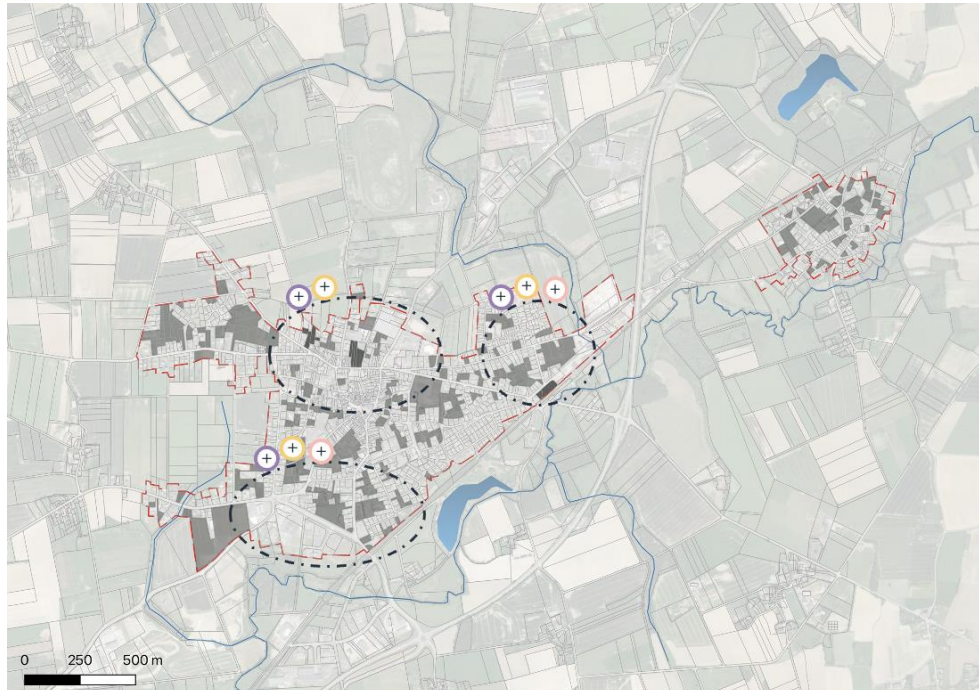 + +
+ + +
+ + +
0 250 500 m